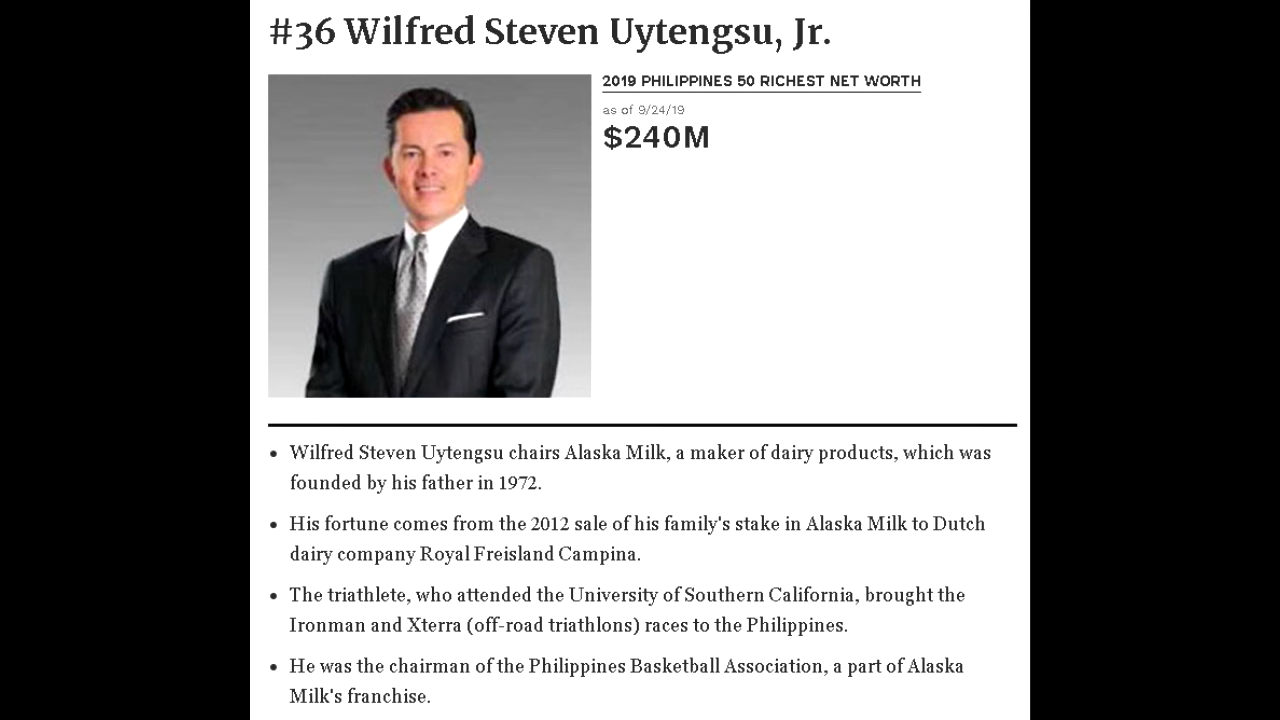 #36 Wilfred Steven Uytengsu, Jr.
2019 PHILIPPINES 50 RICHEST NET WORTH
as of 9/24/19
$240M
• Wilfred Steven Uytengsu chairs Alaska Milk, a maker of dairy products, which was
founded by his father in 1972.
• His fortune comes from the 2012 sale of his family's stake in Alaska Milk to Dutch
dairy company Royal Freisland Campina.
• The triathlete, who attended the University of Southern California, brought the
Ironman and Xterra (off-road triathlons) races to the Philippines.
• He was the chairman of the Philippines Basketball Association, a part of Alaska
Milk's franchise.